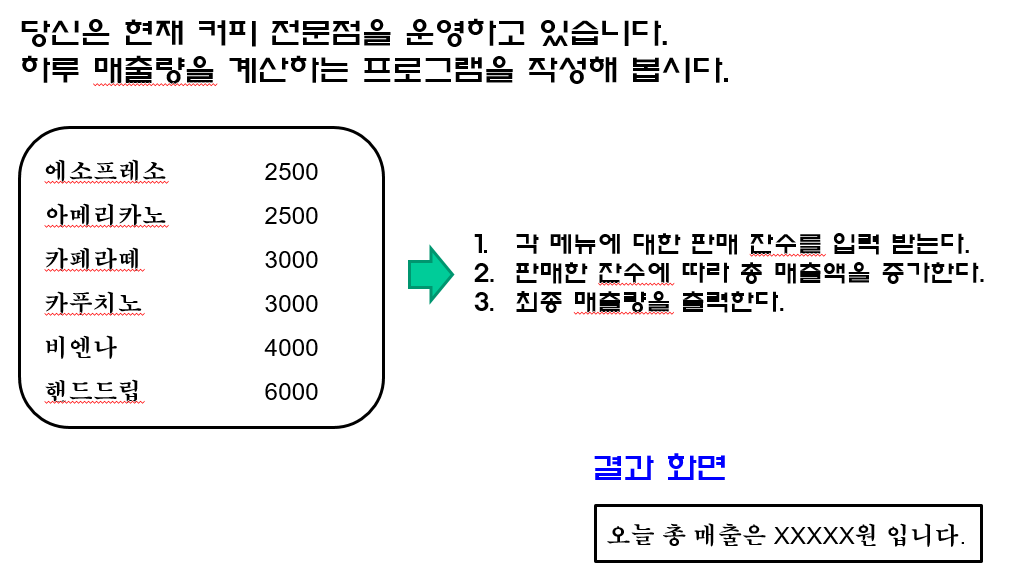 당신은 현재 커피 전문점을 운영하고 있습니다.
하루 매출량을 계산하는 프로그램을 작성해 봅시다.
에소프레소 2500
아메리카노 2500
카페라떼 3000
카푸치노 3000
비엔나 4000
핸드드립 6000
1. 각 메뉴에 대한 판매 잔수를 입력 받는다.
2. 판매한 잔수에 따라 총 매출액을 증가한다.
3. 최종 매출량을 출력한다.
결과 화면
오늘 총 매출은 XXXXX원 입니다.